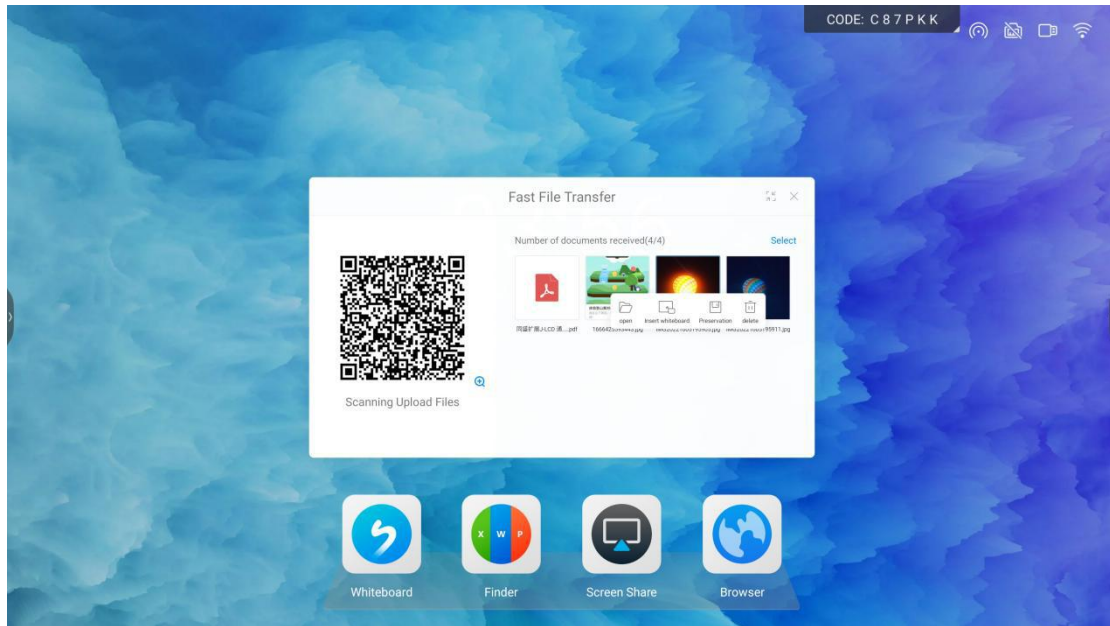 CODE: C 8 7 P K K
Fast File Transfer
Number of documents received(4/4)
Select
open
Insert whiteboard
Preservation
delete
Scanning Upload Files
X W P
Whiteboard
Finder
Screen Share
Browser